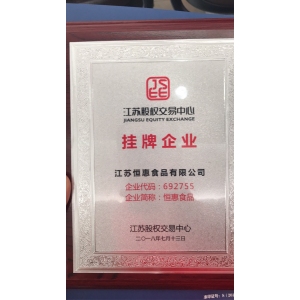 JS
EE
江苏股权交易中心
JIANGSU EQUITY EXCHANGE
挂牌企业
江苏恒惠食品有限公司
企业代码：692755
企业简称：恒惠食品
江苏股权交易中心
二〇一八年七月十三日